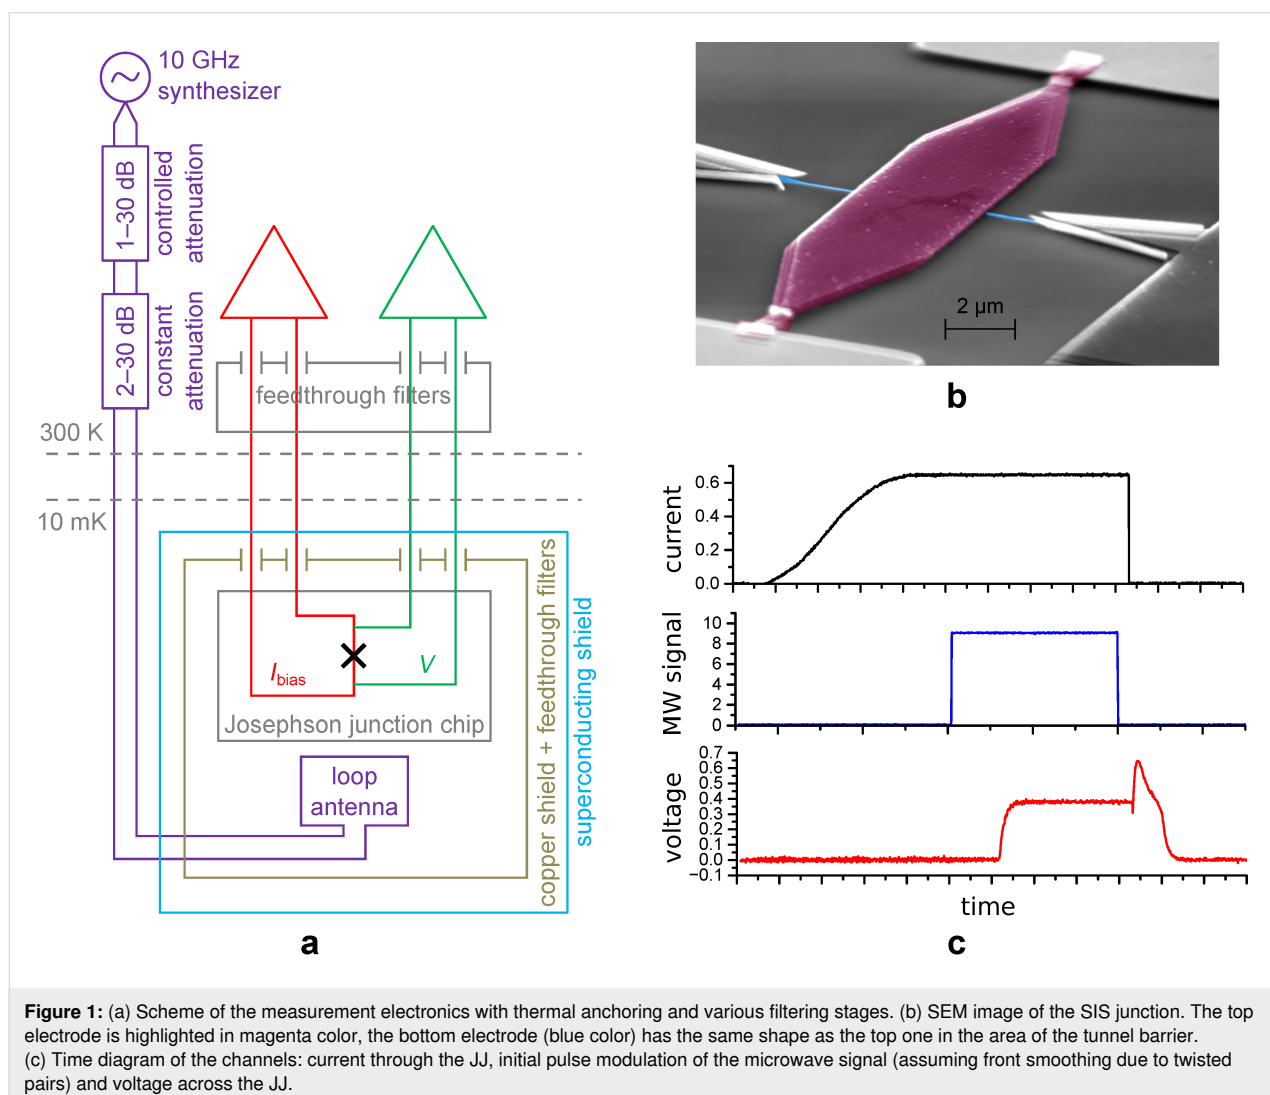 10 GHz
synthesizer
1–30 dB
controlled
attenuation
2–30 dB
constant
attenuation
feedthrough filters
300 K
10 mK
copper shield + feedthrough filters
superconducting shield
Ibias
V
Josephson junction chip
loop
antenna
a
2 μm
b
current
0.6
0.4
0.2
0.0
MW signal
10
8
6
4
2
0
voltage
0.7
0.6
0.5
0.4
0.3
0.2
0.1
0.0
−0.1
time
c
Figure 1: (a) Scheme of the measurement electronics with thermal anchoring and various filtering stages. (b) SEM image of the SIS junction. The top
electrode is highlighted in magenta color, the bottom electrode (blue color) has the same shape as the top one in the area of the tunnel barrier.
(c) Time diagram of the channels: current through the JJ, initial pulse modulation of the microwave signal (assuming front smoothing due to twisted
pairs) and voltage across the JJ.